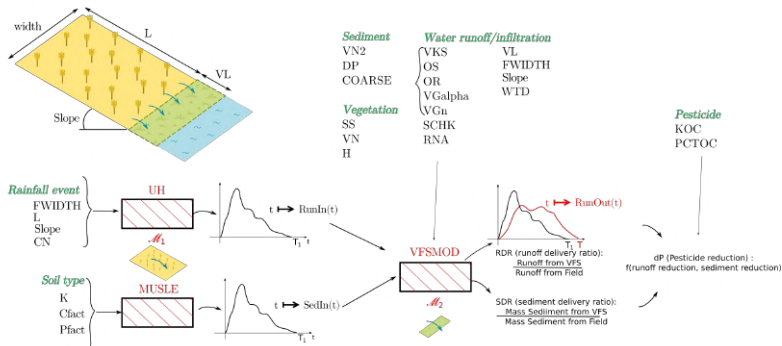 width
L
VL
Slope
Sediment
VN2
DP
COARSE
Vegetation
SS
VN
H
Water runoff/infiltration
VKS
OS
OR
VGalpha
VGn
SCHK
RNA
VL
FWIDTH
Slope
WTD
Pesticide
KOC
PCTOC
Rainfall event
FWIDTH
L
Slope
CN
UH
ℳ1
T1 t
t ↦ RunIn(t)
Soil type
K
Cfact
Pfact
MUSLE
T1 t
t ↦ SedIn(t)
VFSMOD
ℳ2
t ↦ RunOut(t)
T1 T
RDR (runoff delivery ratio):
Runoff from VFS
Runoff from Field
SDR (sediment delivery ratio):
Mass Sediment from VFS
Mass Sediment from Field
dP (Pesticide reduction) :
f(runoff reduction, sediment reduction)